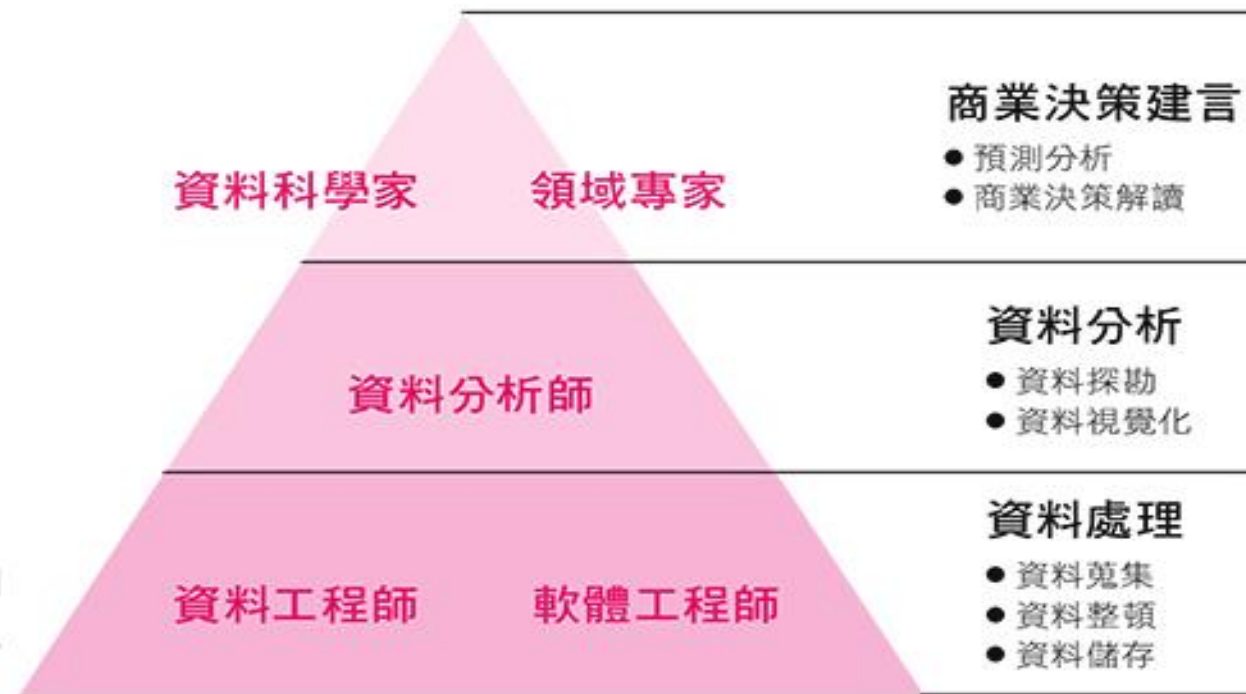 商業決策建言
● 預測分析
● 商業決策解讀
資料科學家 領域專家
資料分析
● 資料探勘
● 資料視覺化
資料分析師
資料處理
● 資料蒐集
● 資料整頓
● 資料儲存
資料工程師 軟體工程師